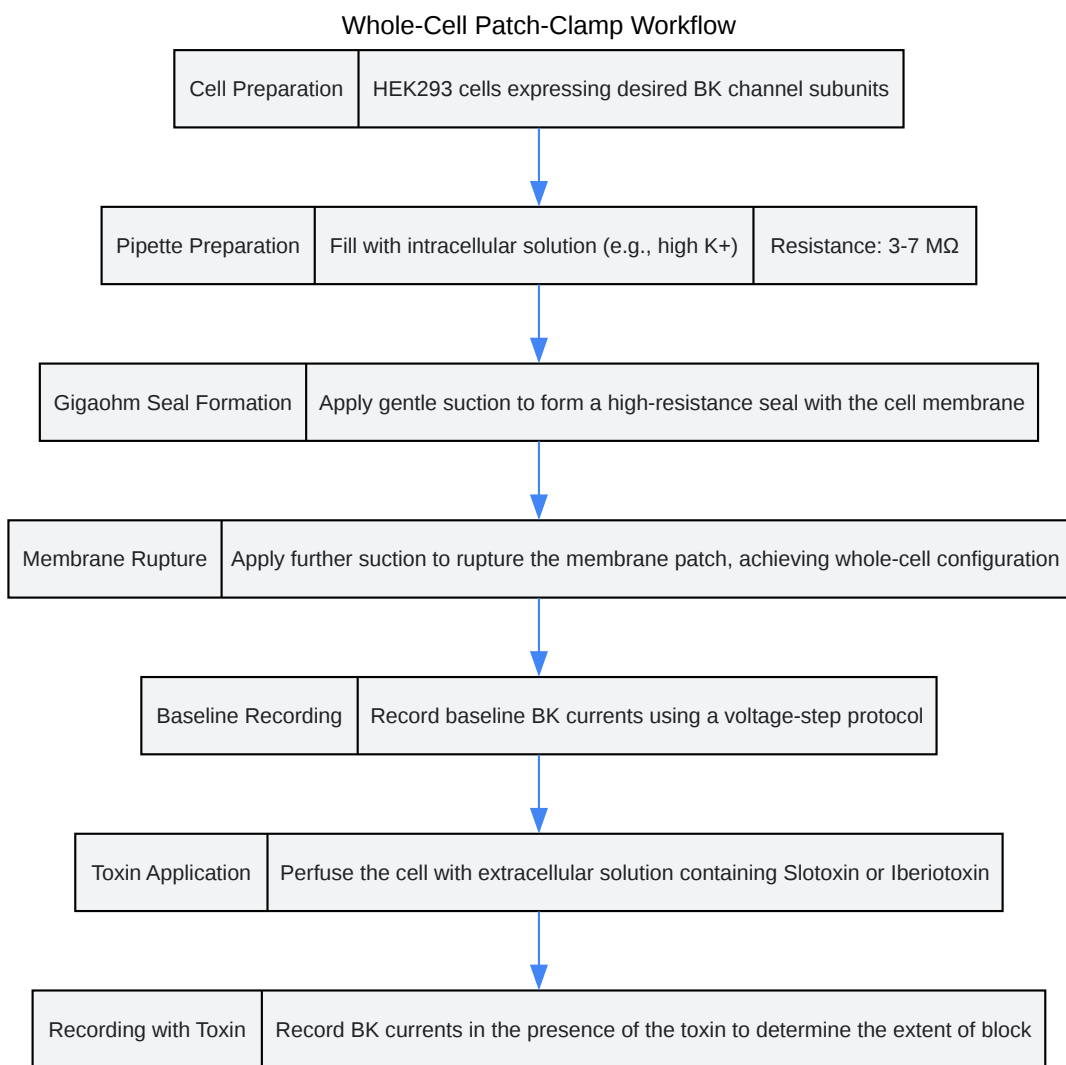 Whole-Cell Patch-Clamp Workflow
Cell Preparation
HEK293 cells expressing desired BK channel subunits
Pipette Preparation
Fill with intracellular solution (e.g., high K+)
Resistance: 3-7 MΩ
Gigaohm Seal Formation
Apply gentle suction to form a high-resistance seal with the cell membrane
Membrane Rupture
Apply further suction to rupture the membrane patch, achieving whole-cell configuration
Baseline Recording
Record baseline BK currents using a voltage-step protocol
Toxin Application
Perfuse the cell with extracellular solution containing Slotoxin or Iberiotoxin
Recording with Toxin
Record BK currents in the presence of the toxin to determine the extent of block